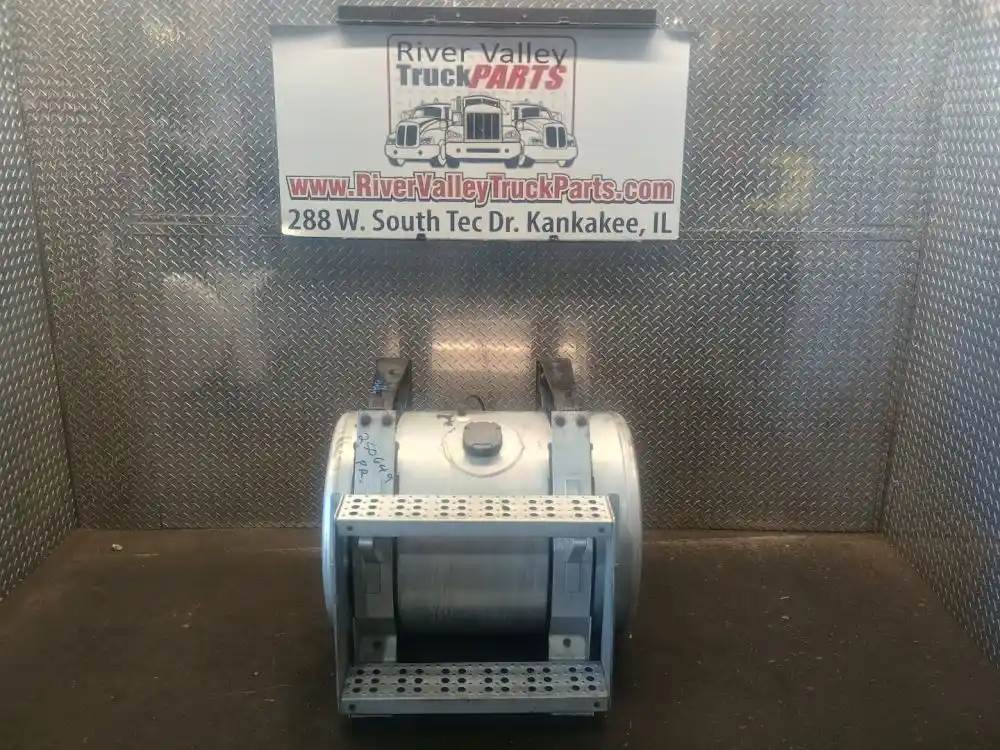 River Valley
TruckPARTS
www.RiverValleyTruckParts.com
288 W. South Tec Dr. Kankakee, IL